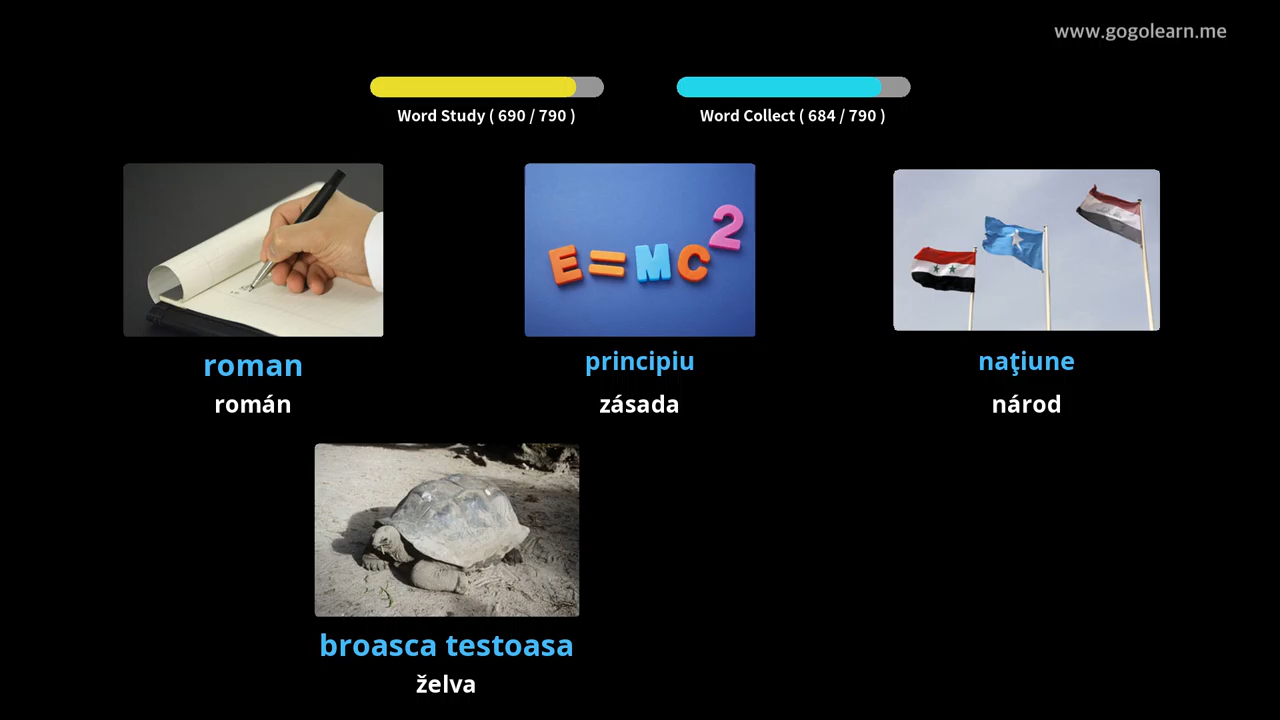 www.gogolearn.me
Word Study ( 690 / 790 )
Word Collect ( 684 / 790 )
E=MC2
roman
román
principiu
zásada
naţiune
národ
broasca testoasa
želva